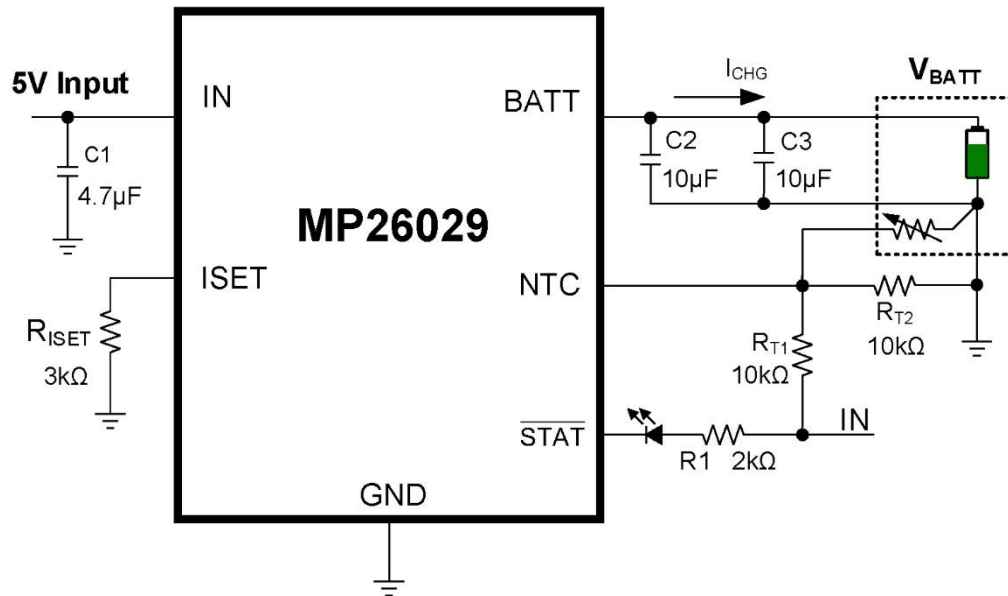 5V Input
C1
4.7µF
IN
ISET
R_ISET
3kΩ
MP26029
GND
BATT
NTC
STAT
I_CHG
C2
10µF
C3
10µF
V_BATT
R_T2
10kΩ
R_T1
10kΩ
R1 2kΩ
IN